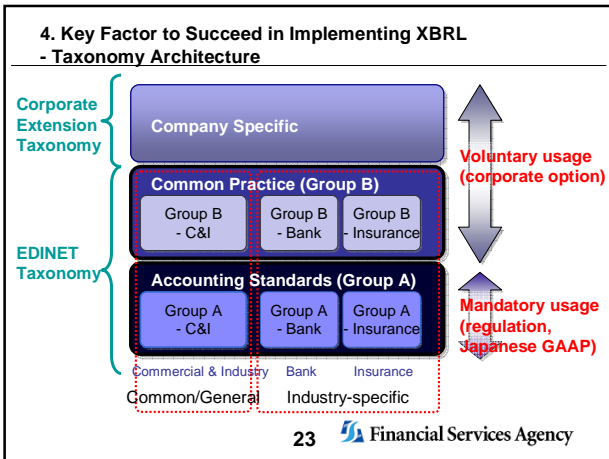 4. Key Factor to Succeed in Implementing XBRL
- Taxonomy Architecture
Corporate
Extension
Taxonomy
Company Specific
Voluntary usage
(corporate option)
Common Practice (Group B)
Group B
- C&I
Group B
- Bank
Group B
- Insurance
EDINET
Taxonomy
Accounting Standards (Group A)
Group A
- C&I
Group A
- Bank
Group A
- Insurance
Mandatory usage
(regulation,
Japanese GAAP)
Commercial & Industry
Bank
Insurance
Common/General
Industry-specific
23
Financial Services Agency